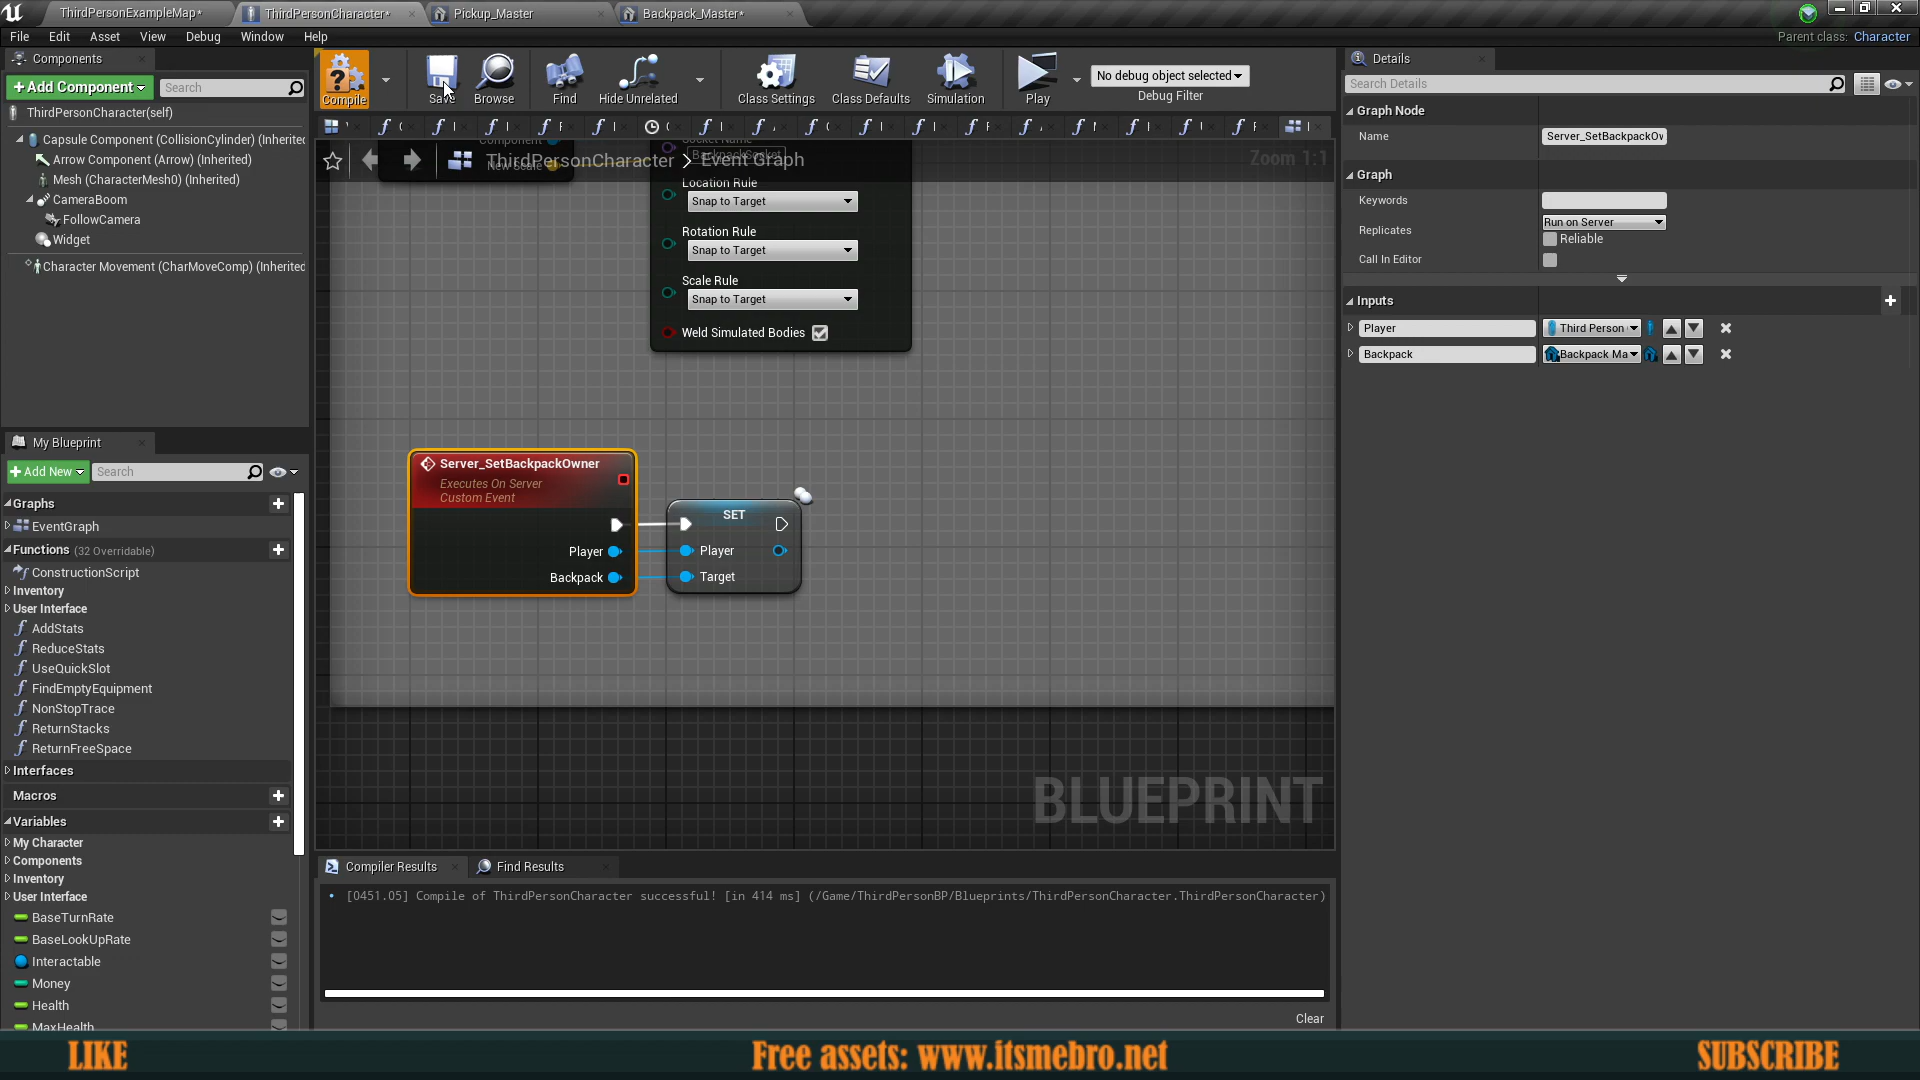 ThirdPersonExampleMap*
ThirdPersonCharacter*
Pickup_Master
Backpack_Master*
File Edit Asset View Debug Window Help
Parent class: Character
Components
+Add Component
Search
ThirdPersonCharacter(self)
Capsule Component (CollisionCylinder) (Inherited
Arrow Component (Arrow) (Inherited)
Mesh (CharacterMesh0) (Inherited)
CameraBoom
FollowCamera
Widget
Character Movement (CharMoveComp) (Inherited
My Blueprint
+Add New
Search
Graphs
EventGraph
Functions (32 Overridable)
ConstructionScript
Inventory
User Interface
AddStats
ReduceStats
UseQuickSlot
FindEmptyEquipment
NonStopTrace
ReturnStacks
ReturnFreeSpace
Interfaces
Macros
Variables
My Character
Components
Inventory
User Interface
BaseTurnRate
BaseLookUpRate
Interactable
Money
Health
MaxHealth
Compile
Save
Browse
Find
Hide Unrelated
Class Settings
Class Defaults
Simulation
Play
No debug object selected
Debug Filter
ThirdPersonCharacter > Event Graph
Zoom 1:1
Component
New Scale
Socket Name
BackpackSocket
Location Rule
Snap to Target
Rotation Rule
Snap to Target
Scale Rule
Snap to Target
Weld Simulated Bodies
Server_SetBackpackOwner
Executes On Server
Custom Event
Player
Backpack
SET
Player
Target
BLUEPRINT
Compiler Results
Find Results
[0451.05] Compile of ThirdPersonCharacter successful! [in 414 ms] (/Game/ThirdPersonBP/Blueprints/ThirdPersonCharacter.ThirdPersonCharacter)
Clear
Details
Search Details
Graph Node
Name
Server_SetBackpackOv
Graph
Keywords
Replicates
Run on Server
Reliable
Call In Editor
Inputs
Player
Third Person
Backpack
Backpack Ma
LIKE
Free assets: www.itsmebro.net
SUBSCRIBE